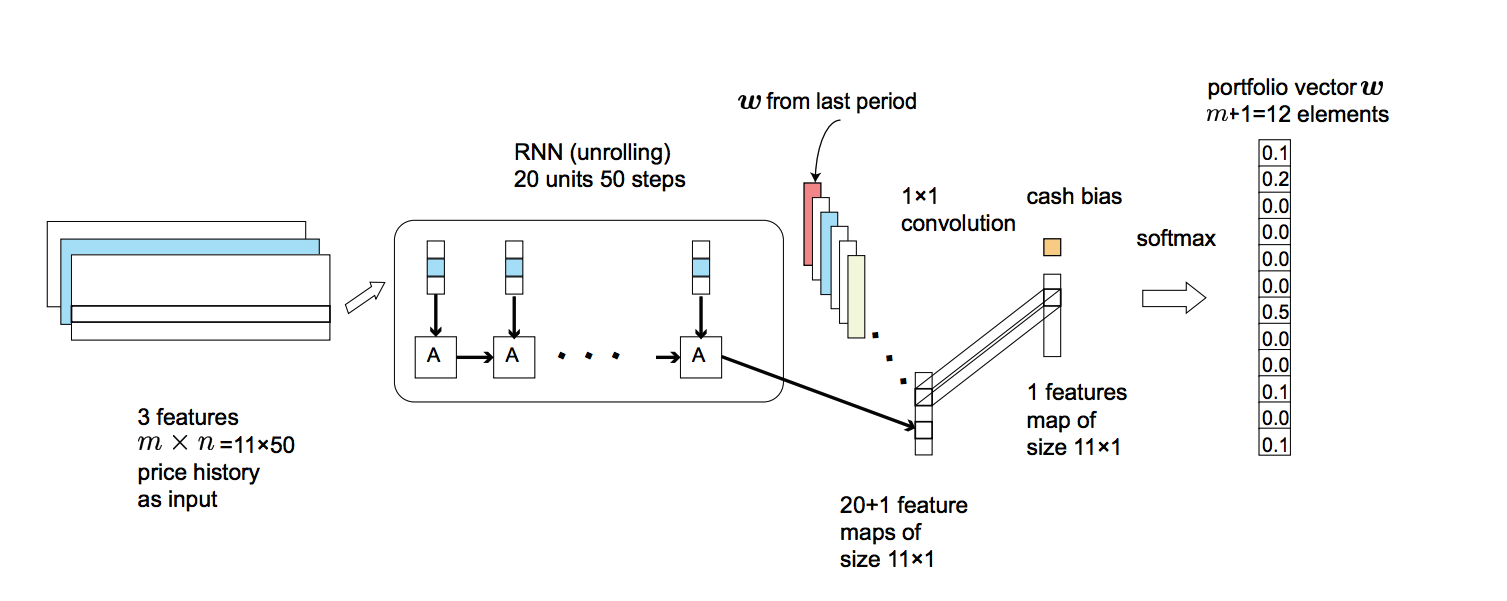 3 features
m × n =11×50
price history
as input
RNN (unrolling)
20 units 50 steps
A
A
A
w from last period
20+1 feature
maps of
size 11×1
1×1
convolution
cash bias
1 features
map of
size 11×1
softmax
portfolio vector w
m+1=12 elements
0.1
0.2
0.0
0.0
0.0
0.0
0.5
0.0
0.0
0.1
0.0
0.1